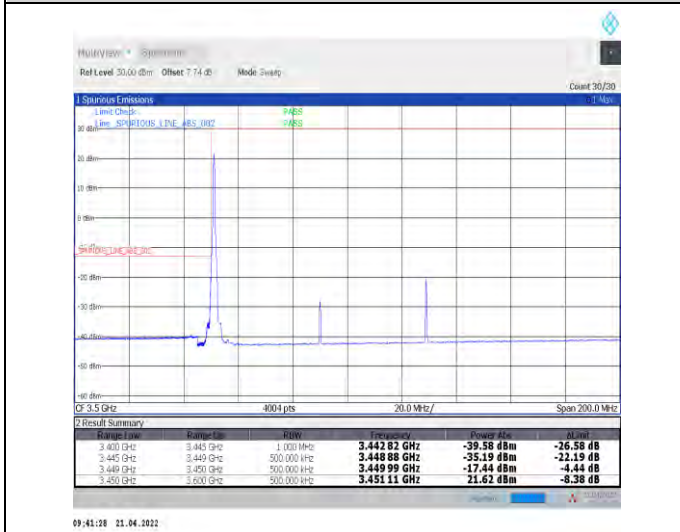 MultiView Spectrum
Ref Level 30.00 dBm Offset 7.74 dB Mode Sweep
Count 30/30
1 Spurious Emissions
Limit Check PASS
Line _SPURIOUS_LINE_ABS_002 PASS
30 dBm
20 dBm
10 dBm
0 dBm
-20 dBm
-30 dBm
-40 dBm
-50 dBm
-60 dBm
CF 3.5 GHz 4004 pts 20.0 MHz/ Span 200.0 MHz
2 Result Summary
Range Low Range Up RBW Frequency Power Abs ΔLimit
3.400 GHz 3.445 GHz 1.000 MHz 3.442 82 GHz -39.58 dBm -26.58 dB
3.445 GHz 3.449 GHz 500.000 kHz 3.448 88 GHz -35.19 dBm -22.19 dB
3.449 GHz 3.450 GHz 500.000 kHz 3.449 99 GHz -17.44 dBm -4.44 dB
3.450 GHz 3.600 GHz 500.000 kHz 3.451 11 GHz 21.62 dBm -8.38 dB
09:41:28 21.04.2022